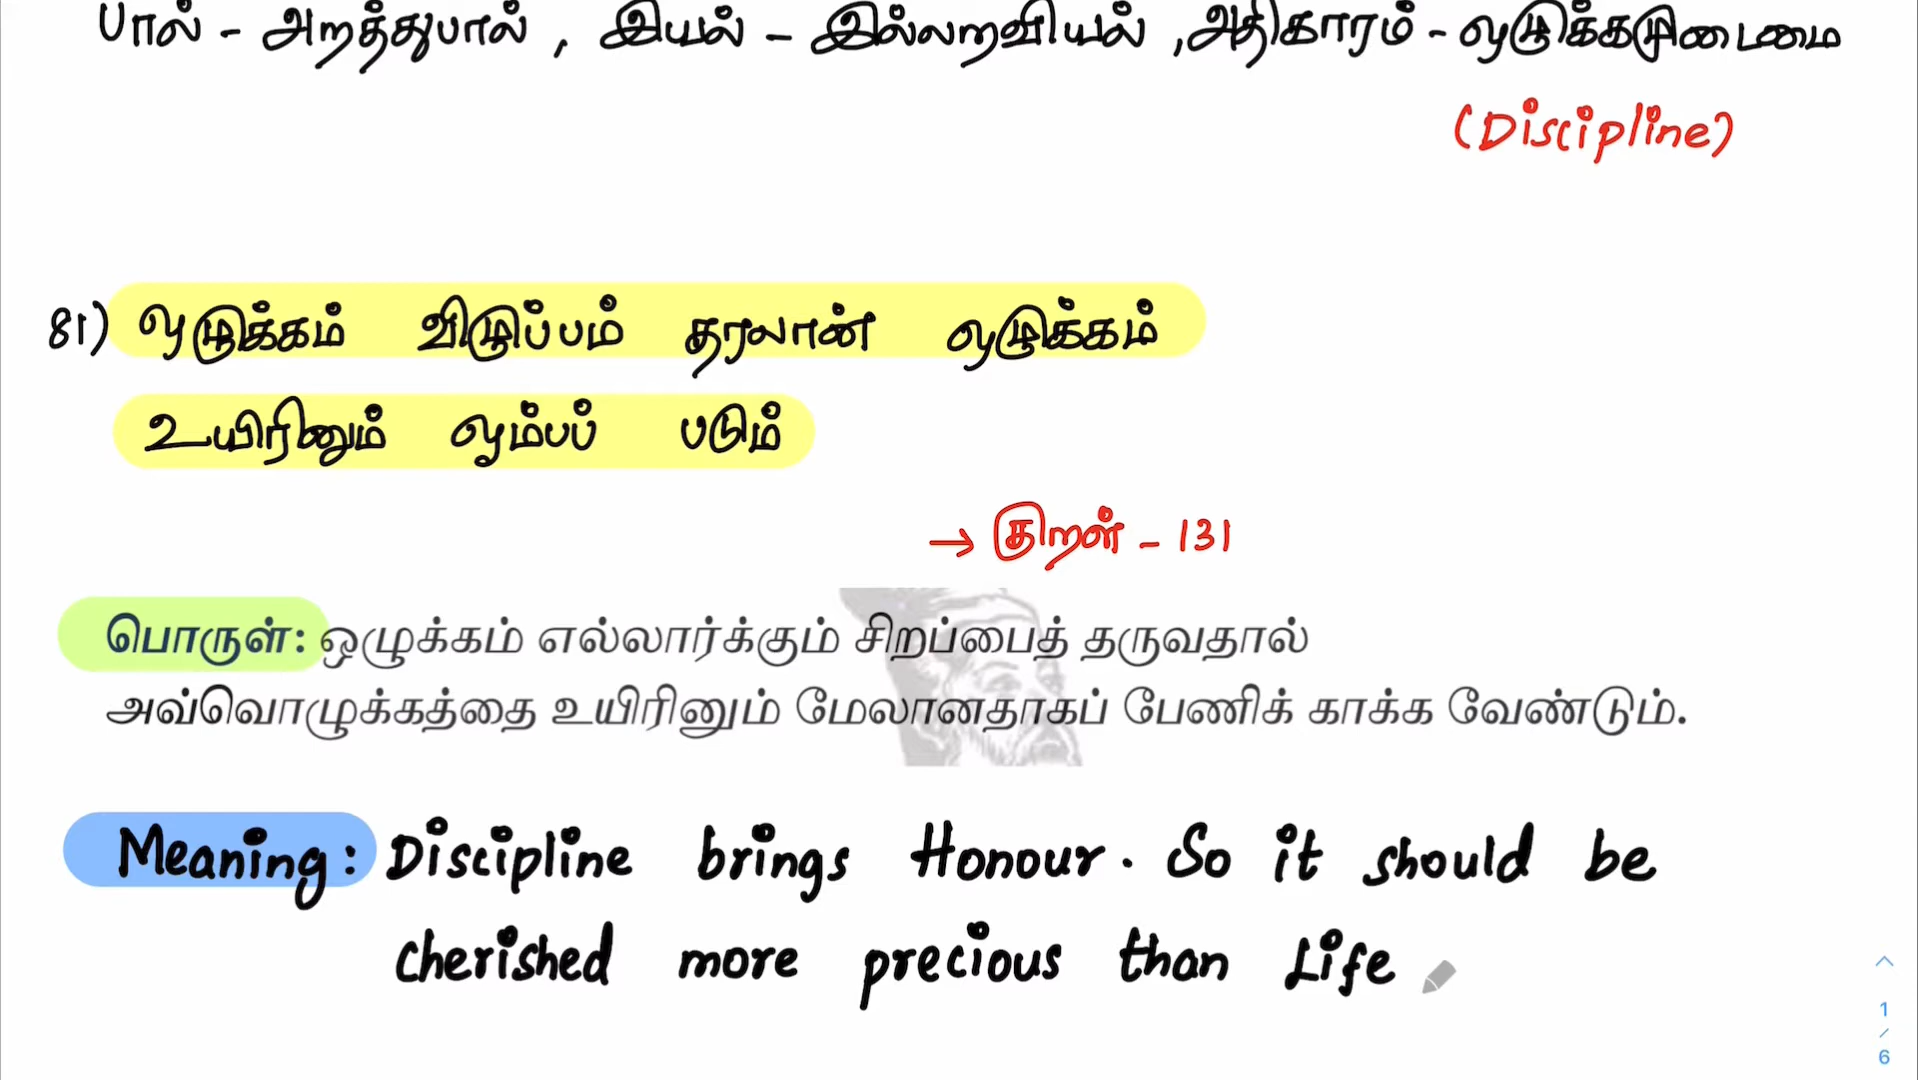 பால் - அறத்துபால் , இயல் - இல்லறவியல் , அதிகாரம் - ஒழுக்கமுடைமை
(Discipline)
81) ஒழுக்கம் விழுப்பம் தரலான் ஒழுக்கம்
உயிரினும் ஓம்பப் படும்
→ குறள் - 131
பொருள்: ஒழுக்கம் எல்லார்க்கும் சிறப்பைத் தருவதால்
அவ்வொழுக்கத்தை உயிரினும் மேலானதாகப் பேணிக் காக்க வேண்டும்.
Meaning: Discipline brings Honour. So it should be
cherished more precious than Life
1
/
6